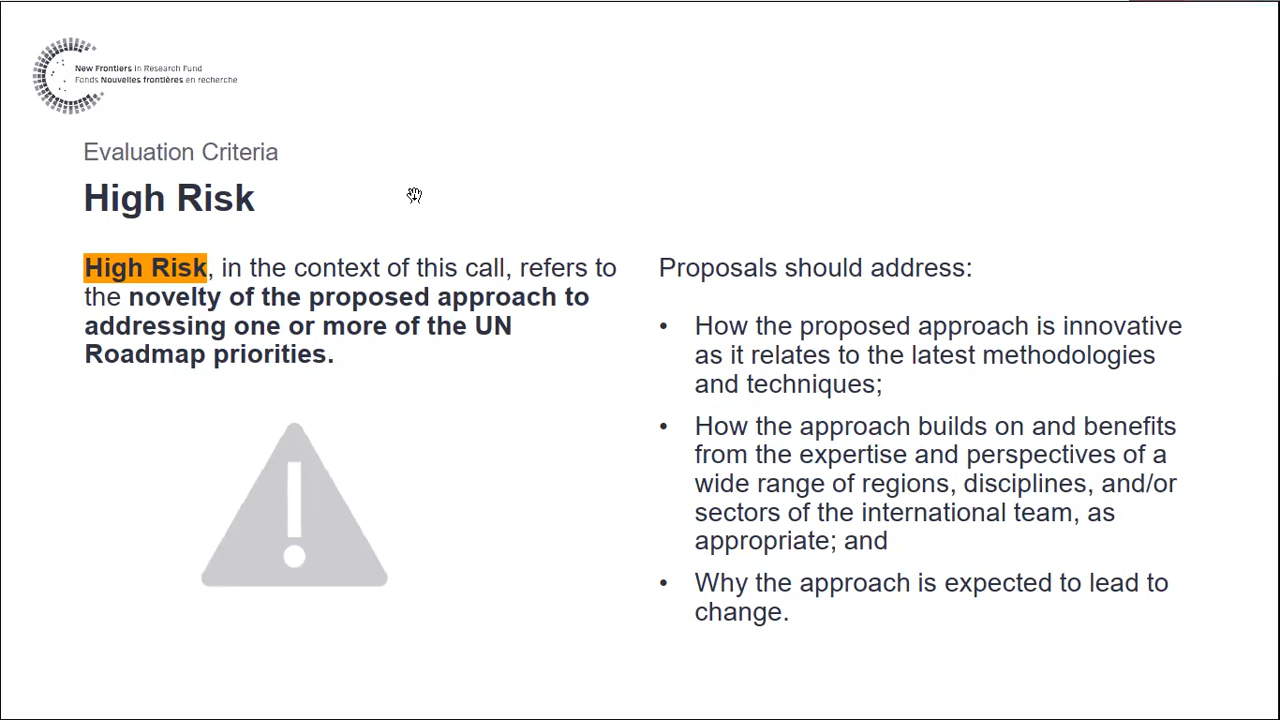 New Frontiers in Research Fund
Fonds Nouvelles frontières en recherche
Evaluation Criteria
High Risk
High Risk, in the context of this call, refers to
the novelty of the proposed approach to
addressing one or more of the UN
Roadmap priorities.
Proposals should address:
• How the proposed approach is innovative
as it relates to the latest methodologies
and techniques;
• How the approach builds on and benefits
from the expertise and perspectives of a
wide range of regions, disciplines, and/or
sectors of the international team, as
appropriate; and
• Why the approach is expected to lead to
change.